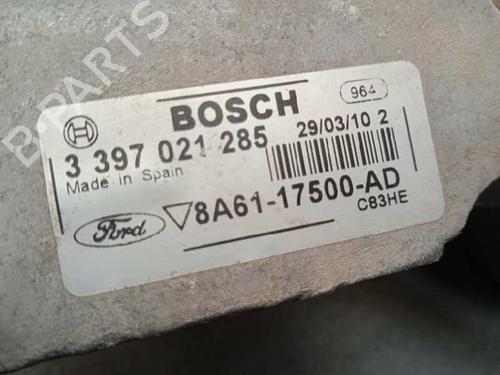 B-PARTS
BOSCH
964
3 397 021 285
29/03/10 2
Made in Spain
Ford
8A61-17500-AD
C83HE